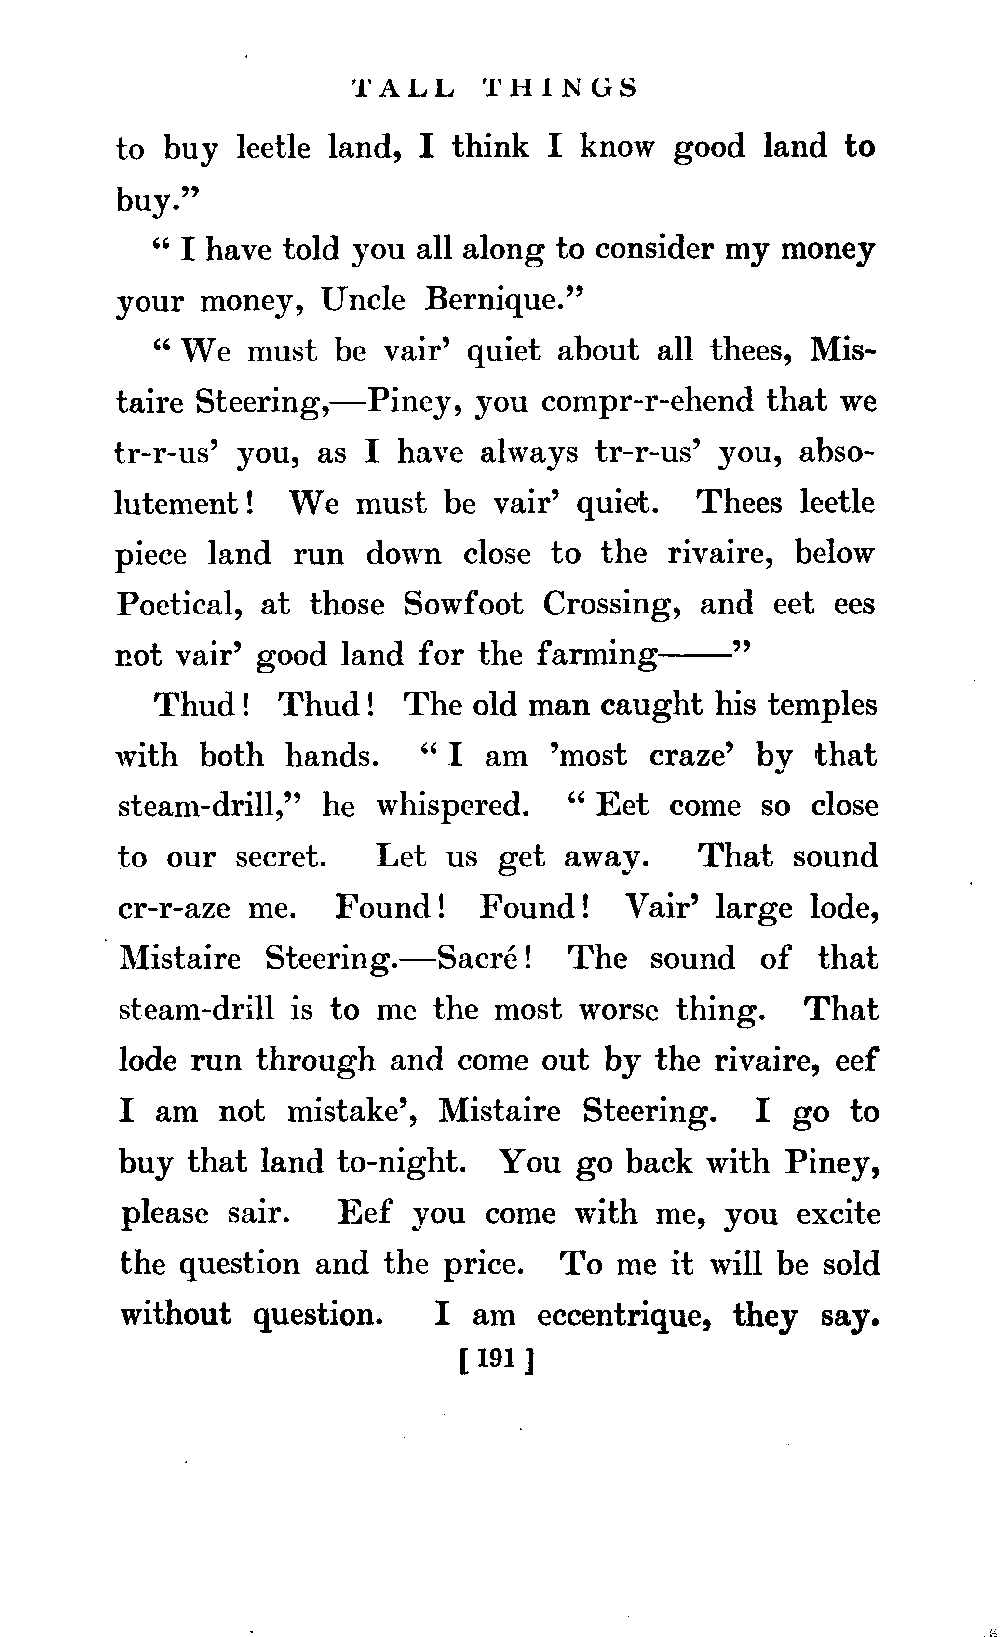 TALL THINGS
to buy leetle land, I think I know good land to
buy."
" I have told you all along to consider my money
your money, Uncle Bernique."
" We must be vair' quiet about all thees, Mis-
taire Steering,—Piney, you compr-r-ehend that we
tr-r-us' you, as I have always tr-r-us' you, abso-
lutement! We must be vair' quiet. Thees leetle
piece land run down close to the rivaire, below
Poetical, at those Sowfoot Crossing, and eet ees
not vair' good land for the farming——"
Thud! Thud! The old man caught his temples
with both hands. " I am 'most craze' by that
steam-drill," he whispered. " Eet come so close
to our secret. Let us get away. That sound
cr-r-aze me. Found! Found! Vair' large lode,
Mistaire Steering.—Sacré! The sound of that
steam-drill is to me the most worse thing. That
lode run through and come out by the rivaire, eef
I am not mistake', Mistaire Steering. I go to
buy that land to-night. You go back with Piney,
please sair. Eef you come with me, you excite
the question and the price. To me it will be sold
without question. I am eccentrique, they say.
[ 191 ]